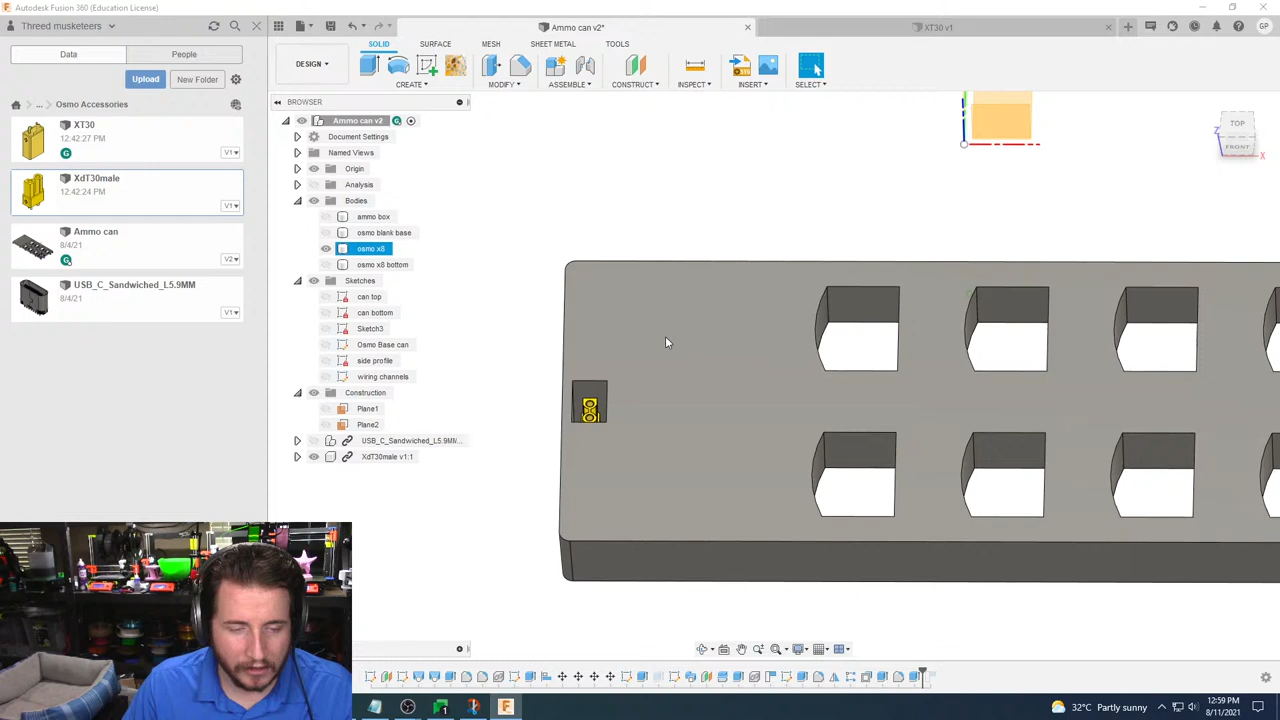 Autodesk Fusion 360 (Education License)
Threed musketeers
Ammo can v2*
XT30 v1
GP
Data
People
Upload
New Folder
... Osmo Accessories
XT30
12:42:27 PM
G
V1
XdT30male
12:42:24 PM
V1
Ammo can
8/4/21
G
V2
USB_C_Sandwiched_L5.9MM
8/4/21
V1
SOLID
SURFACE
MESH
SHEET METAL
TOOLS
DESIGN
CREATE
MODIFY
ASSEMBLE
CONSTRUCT
INSPECT
INSERT
SELECT
BROWSER
Ammo can v2
Document Settings
Named Views
Origin
Analysis
Bodies
ammo box
osmo blank base
osmo x8
osmo x8 bottom
Sketches
can top
can bottom
Sketch3
Osmo Base can
side profile
wiring channels
Construction
Plane1
Plane2
USB_C_Sandwiched_L5.9MM...
XdT30male v1:1
TOP
FRONT
Z
X
32°C Partly sunny
12:59 PM
8/11/2021